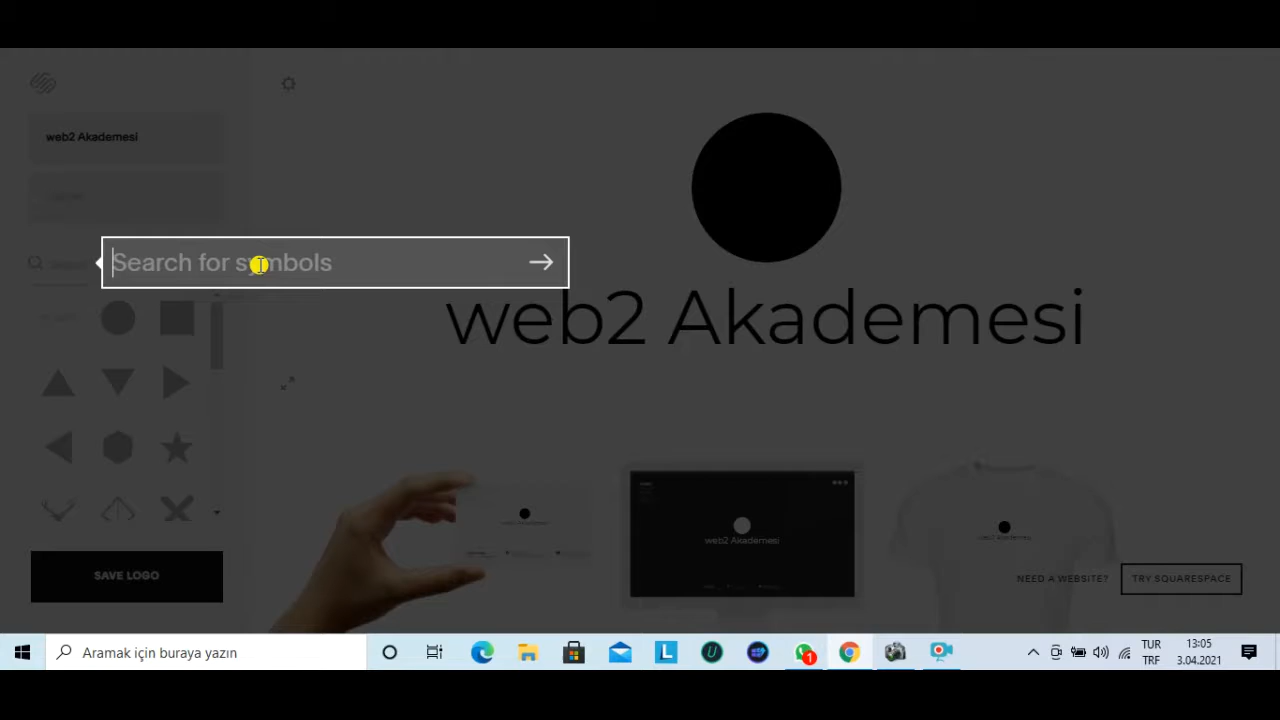 web2 Akademesi
Search for symbols
web2 Akademesi
web2 Akademesi
NEED A WEBSITE?
TRY SQUARESPACE
SAVE LOGO
Aramak için buraya yazın
L
U
1
TUR
TRF
13:05
3.04.2021